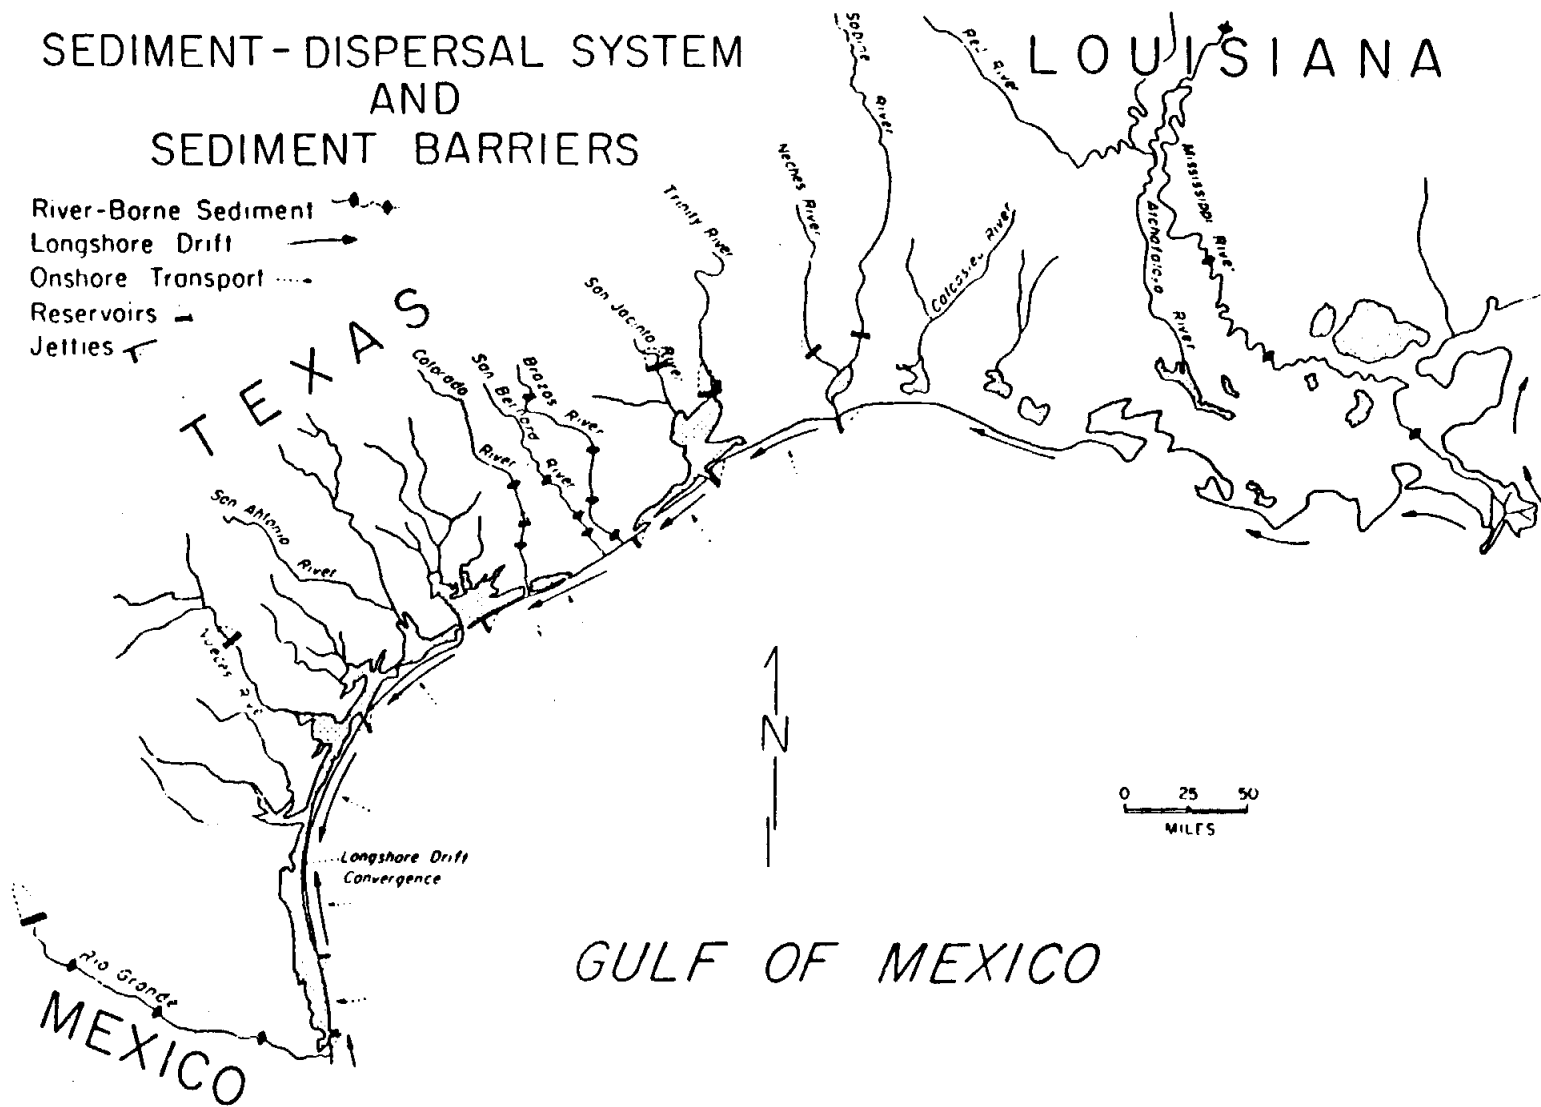 SEDIMENT-DISPERSAL SYSTEM
AND
SEDIMENT BARRIERS
River-Borne Sediment
Longshore Drift
Onshore Transport
Reservoirs
Jetties
TEXAS
LOUISIANA
MEXICO
GULF OF MEXICO
Sabine River
Red River
Neches River
Trinity River
Calcasieu River
Atchafalaya River
Mississippi River
San Jacinto River
Brazos River
San Bernard River
Colorado River
San Antonio River
Nueces
Rio Grande
Longshore Drift
Convergence
N
0 25 50
MILES